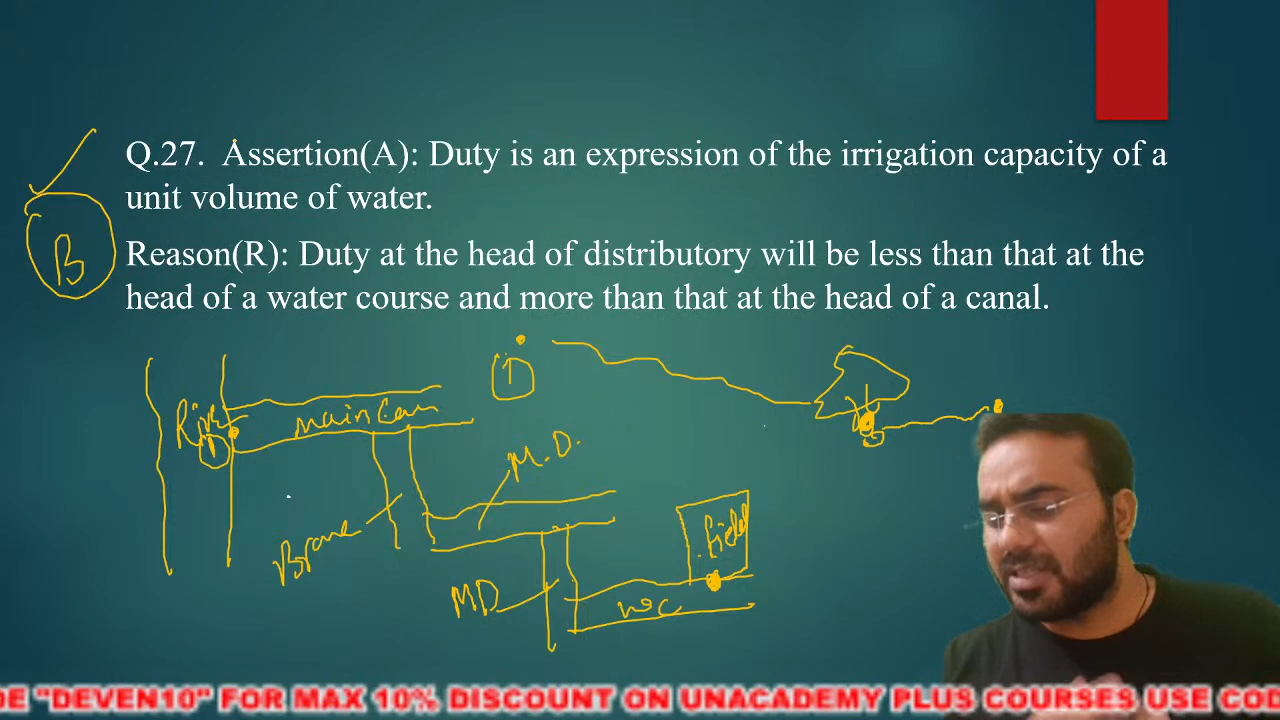 Q.27. Assertion(A): Duty is an expression of the irrigation capacity of a
unit volume of water.
B
Reason(R): Duty at the head of distributory will be less than that at the
head of a water course and more than that at the head of a canal.
River
Main Can
M.D.
field
MD
DE "DEVEN10" FOR MAX 10% DISCOUNT ON UNACADEMY PLUS COURSES USE COD